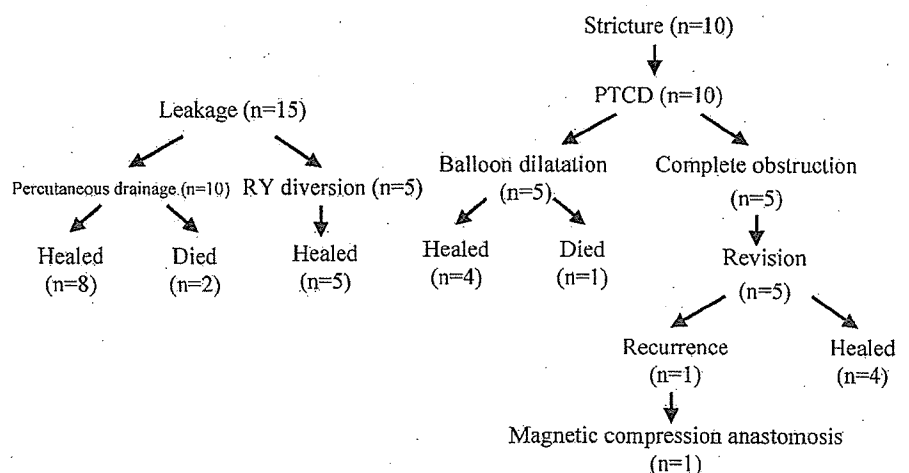 Leakage (n=15)
Percutaneous drainage.(n=10)
RY diversion (n=5)
Healed
(n=8)
Died
(n=2)
Healed
(n=5)
Stricture (n=10)
PTCD (n=10)
Balloon dilatation
(n=5)
Complete obstruction
(n=5)
Healed
(n=4)
Died
(n=1)
Revision
(n=5)
Recurrence
(n=1)
Healed
(n=4)
Magnetic compression anastomosis
(n=1)